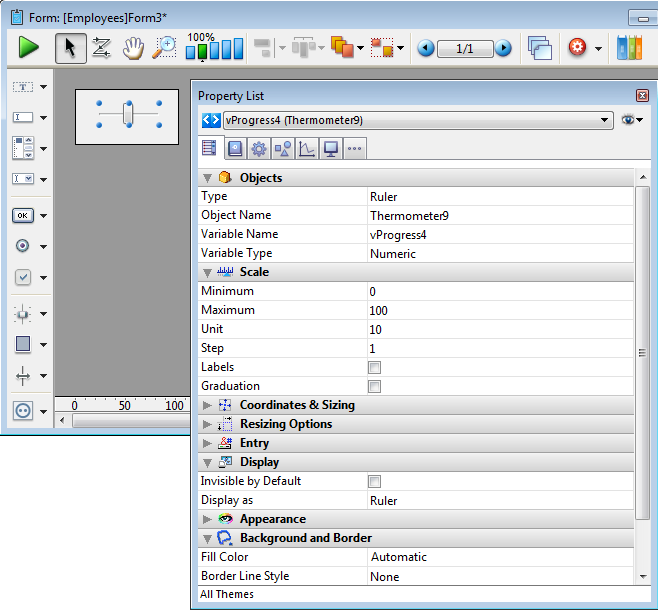 Form: [Employees]Form3*
100%
1/1
Property List
vProgress4 (Thermometer9)
Objects
Type Ruler
Object Name Thermometer9
Variable Name vProgress4
Variable Type Numeric
Scale
Minimum 0
Maximum 100
Unit 10
Step 1
Labels
Graduation
Coordinates & Sizing
Resizing Options
Entry
Display
Invisible by Default
Display as Ruler
Appearance
Background and Border
Fill Color Automatic
Border Line Style None
All Themes
OK
0 50 100